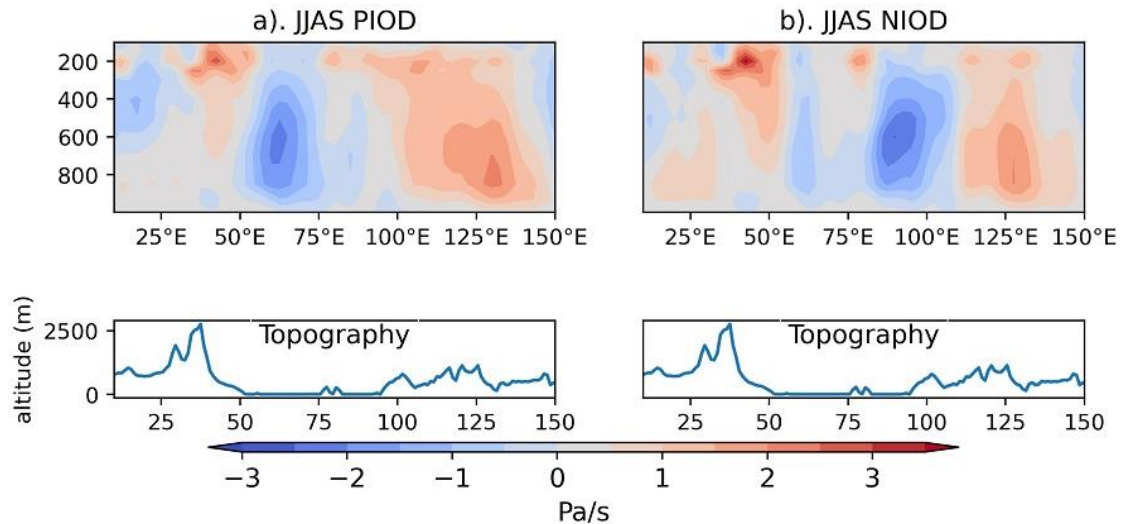 a). JJAS PIOD
b). JJAS NIOD
200
400
600
800
25°E 50°E 75°E 100°E 125°E 150°E
25°E 50°E 75°E 100°E 125°E 150°E
altitude (m)
2500
0
Topography
Topography
25 50 75 100 125 150
25 50 75 100 125 150
−3 −2 −1 0 1 2 3
Pa/s